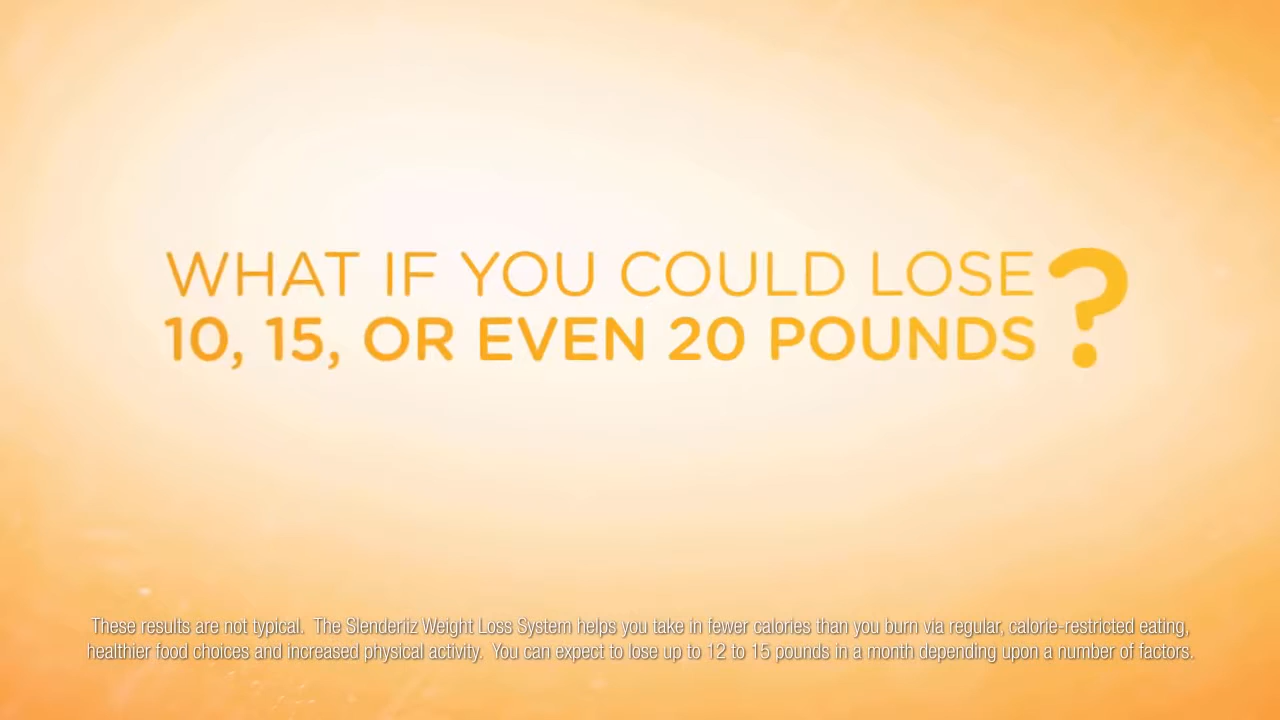 WHAT IF YOU COULD LOSE
10, 15, OR EVEN 20 POUNDS?
These results are not typical. The Slenderiiz Weight Loss System helps you take in fewer calories than you burn via regular, calorie-restricted eating,
healthier food choices and increased physical activity. You can expect to lose up to 12 to 15 pounds in a month depending upon a number of factors.